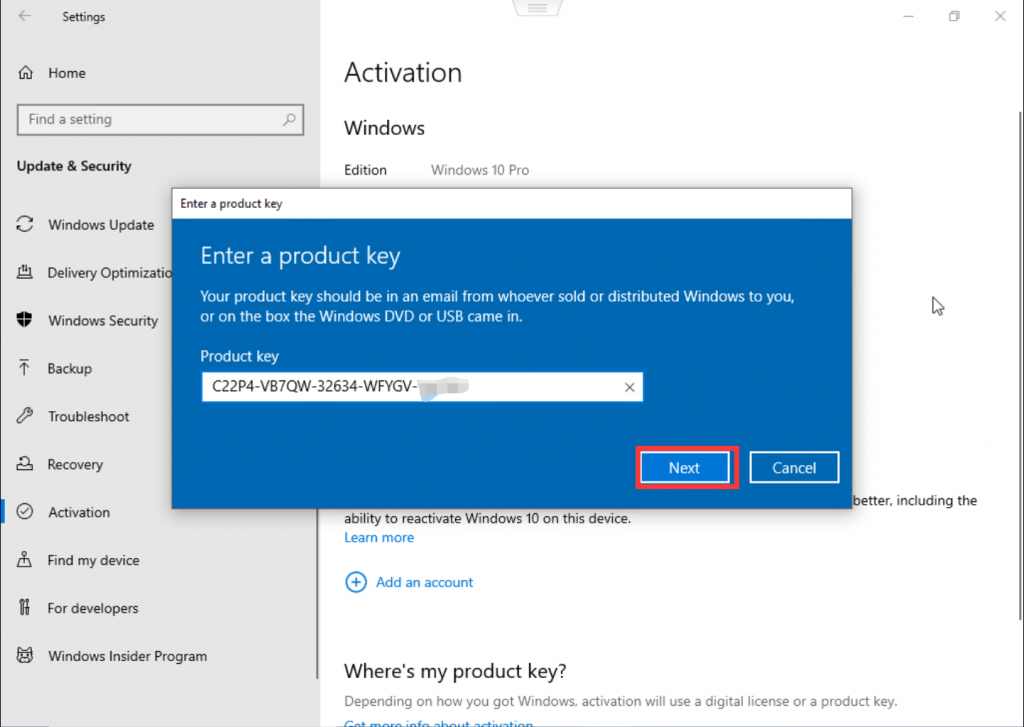 Settings
Home
Find a setting
Update & Security
Windows Update
Delivery Optimizatio
Windows Security
Backup
Troubleshoot
Recovery
Activation
Find my device
For developers
Windows Insider Program
Activation
Windows
Edition Windows 10 Pro
Enter a product key
Enter a product key
Your product key should be in an email from whoever sold or distributed Windows to you,
or on the box the Windows DVD or USB came in.
Product key
C22P4-VB7QW-32634-WFYGV-
Next Cancel
better, including the
ability to reactivate Windows 10 on this device.
Learn more
Add an account
Where's my product key?
Depending on how you got Windows, activation will use a digital license or a product key.
Get more info about activation